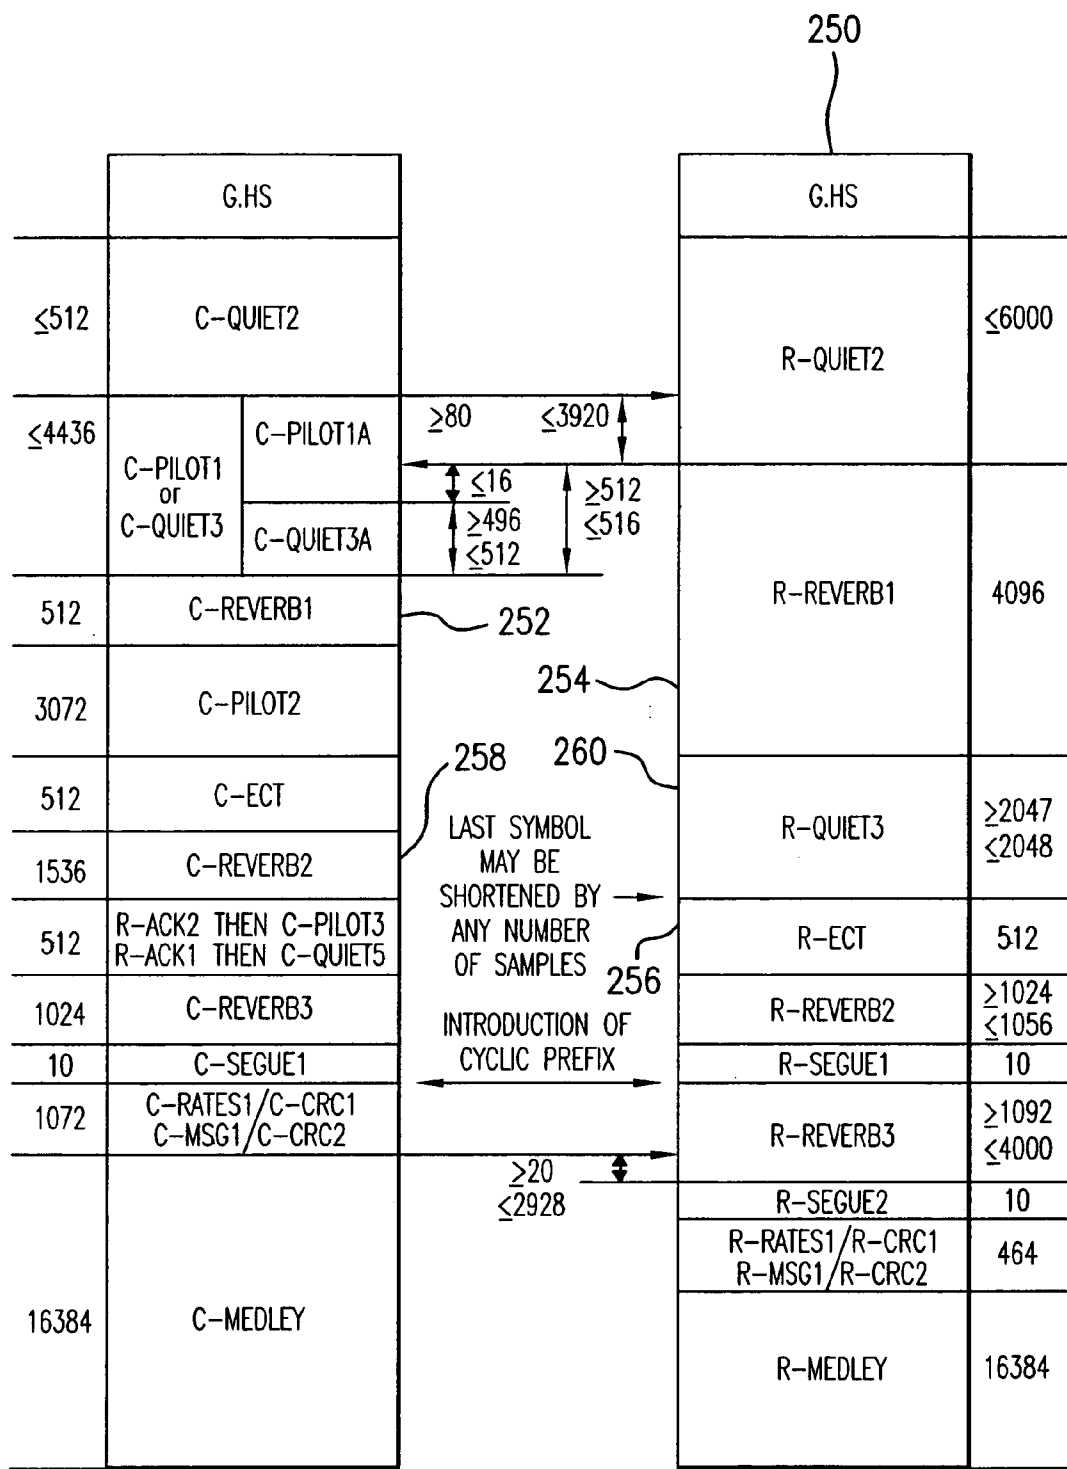 250
G.HS
G.HS
≤512
C-QUIET2
R-QUIET2
≤6000
≤4436
C-PILOT1
or
C-QUIET3
C-PILOT1A
C-QUIET3A
≥80
≤3920
≤16
≥496
≤512
≥512
≤516
512
C-REVERB1
252
R-REVERB1
4096
254
3072
C-PILOT2
258
260
512
C-ECT
R-QUIET3
≥2047
≤2048
1536
C-REVERB2
LAST SYMBOL
MAY BE
SHORTENED BY
ANY NUMBER
OF SAMPLES
512
R-ACK2 THEN C-PILOT3
R-ACK1 THEN C-QUIET5
256
R-ECT
512
1024
C-REVERB3
R-REVERB2
≥1024
≤1056
INTRODUCTION OF
CYCLIC PREFIX
10
C-SEGUE1
R-SEGUE1
10
1072
C-RATES1/C-CRC1
C-MSG1/C-CRC2
R-REVERB3
≥1092
≤4000
≥20
≤2928
R-SEGUE2
10
R-RATES1/R-CRC1
R-MSG1/R-CRC2
464
16384
C-MEDLEY
R-MEDLEY
16384